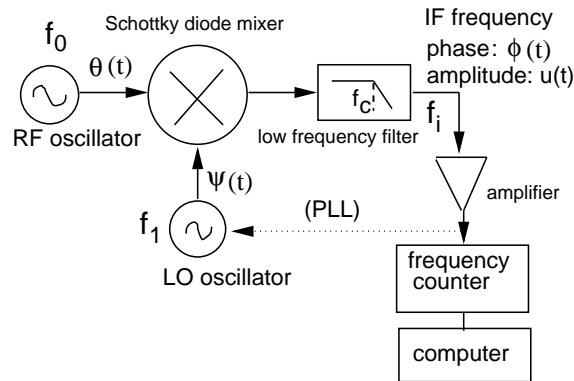 Schottky diode mixer
IF frequency
phase: ϕ(t)
amplitude: u(t)
f0
θ(t)
fc
fi
RF oscillator
low frequency filter
ψ(t)
amplifier
(PLL)
f1
LO oscillator
frequency
counter
computer